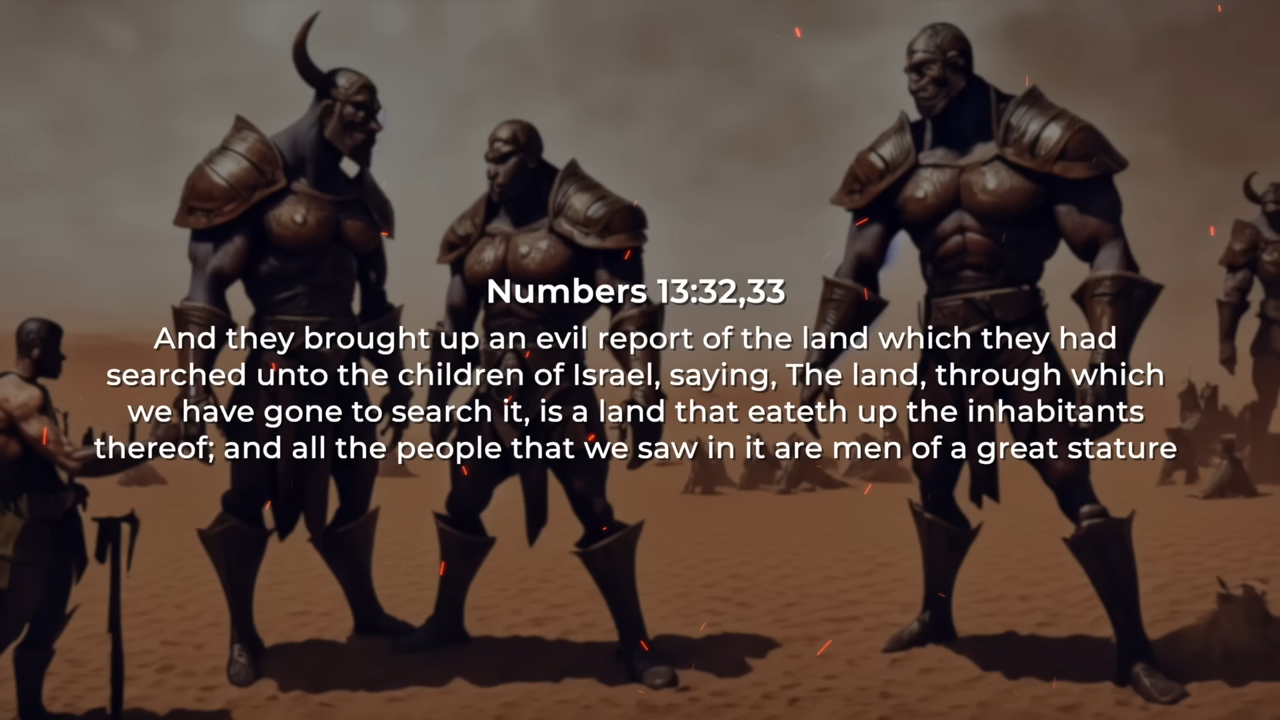 Numbers 13:32,33
And they brought up an evil report of the land which they had
searched unto the children of Israel, saying, The land, through which
we have gone to search it, is a land that eateth up the inhabitants
thereof; and all the people that we saw in it are men of a great stature